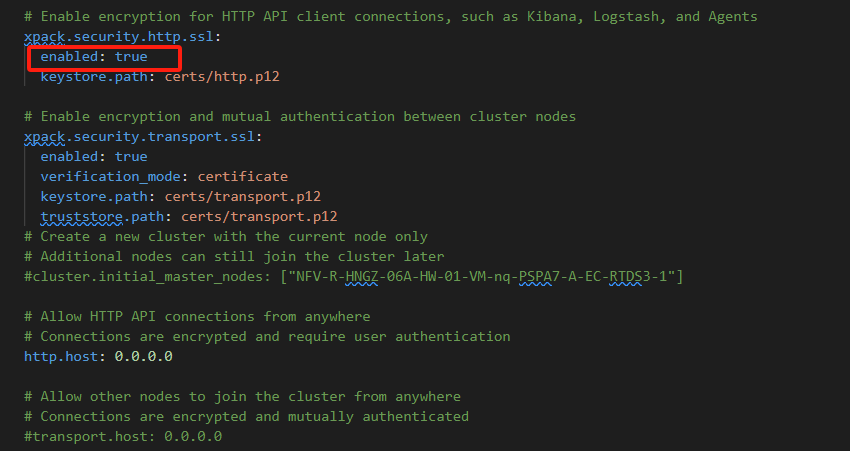 # Enable encryption for HTTP API client connections, such as Kibana, Logstash, and Agents
xpack.security.http.ssl:
  enabled: true
  keystore.path: certs/http.p12

# Enable encryption and mutual authentication between cluster nodes
xpack.security.transport.ssl:
  enabled: true
  verification_mode: certificate
  keystore.path: certs/transport.p12
  truststore.path: certs/transport.p12
# Create a new cluster with the current node only
# Additional nodes can still join the cluster later
#cluster.initial_master_nodes: ["NFV-R-HNGZ-06A-HW-01-VM-nq-PSPA7-A-EC-RTDS3-1"]

# Allow HTTP API connections from anywhere
# Connections are encrypted and require user authentication
http.host: 0.0.0.0

# Allow other nodes to join the cluster from anywhere
# Connections are encrypted and mutually authenticated
#transport.host: 0.0.0.0